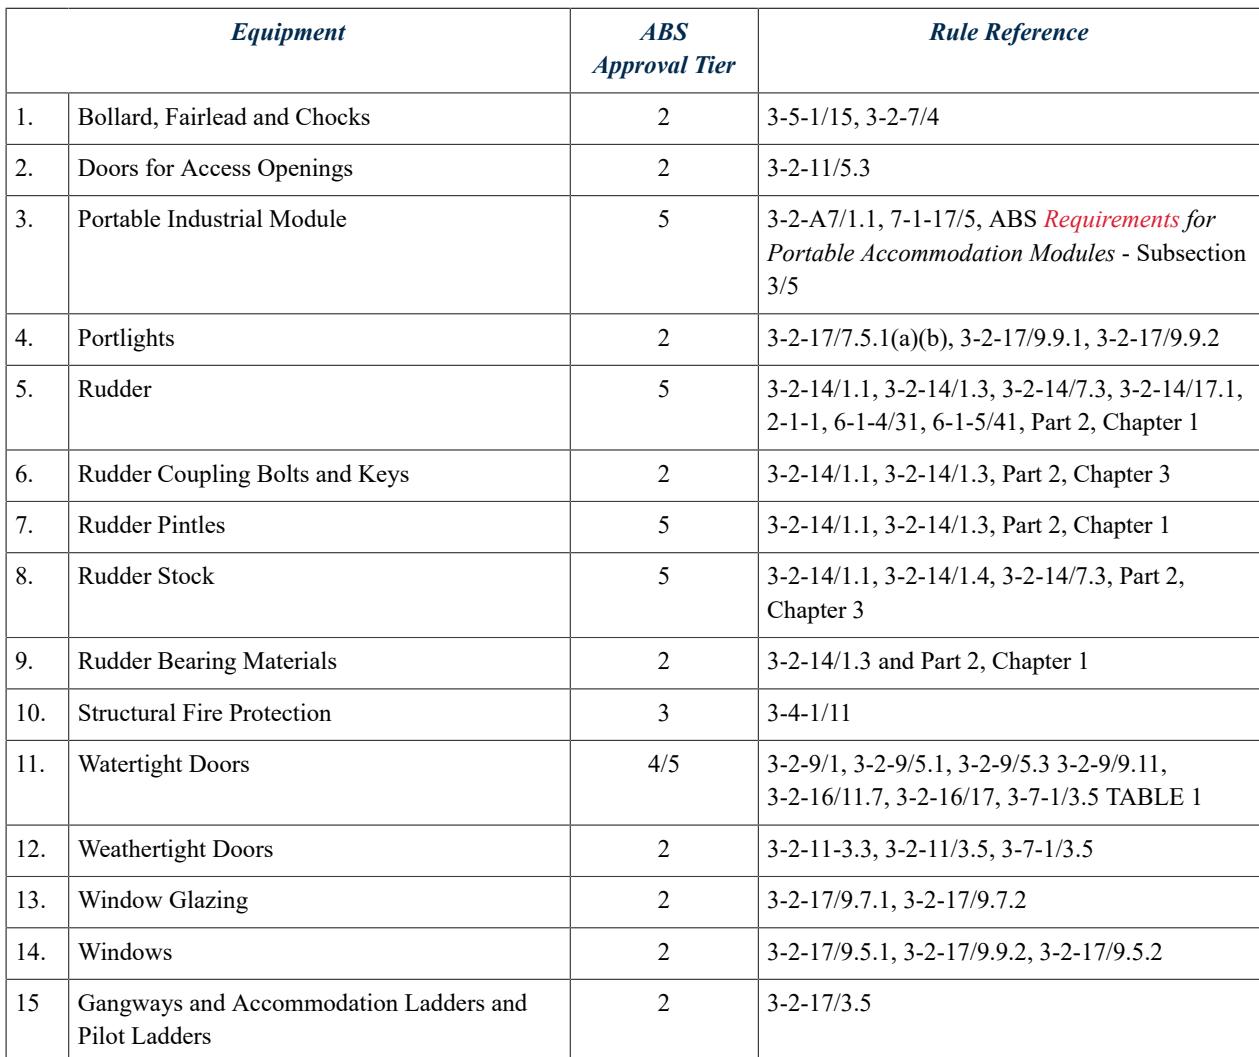 Equipment
ABS
Approval Tier
Rule Reference
1. Bollard, Fairlead and Chocks 2 3-5-1/15, 3-2-7/4
2. Doors for Access Openings 2 3-2-11/5.3
3. Portable Industrial Module 5 3-2-A7/1.1, 7-1-17/5, ABS Requirements for
Portable Accommodation Modules - Subsection
3/5
4. Portlights 2 3-2-17/7.5.1(a)(b), 3-2-17/9.9.1, 3-2-17/9.9.2
5. Rudder 5 3-2-14/1.1, 3-2-14/1.3, 3-2-14/7.3, 3-2-14/17.1,
2-1-1, 6-1-4/31, 6-1-5/41, Part 2, Chapter 1
6. Rudder Coupling Bolts and Keys 2 3-2-14/1.1, 3-2-14/1.3, Part 2, Chapter 3
7. Rudder Pintles 5 3-2-14/1.1, 3-2-14/1.3, Part 2, Chapter 1
8. Rudder Stock 5 3-2-14/1.1, 3-2-14/1.4, 3-2-14/7.3, Part 2,
Chapter 3
9. Rudder Bearing Materials 2 3-2-14/1.3 and Part 2, Chapter 1
10. Structural Fire Protection 3 3-4-1/11
11. Watertight Doors 4/5 3-2-9/1, 3-2-9/5.1, 3-2-9/5.3 3-2-9/9.11,
3-2-16/11.7, 3-2-16/17, 3-7-1/3.5 TABLE 1
12. Weathertight Doors 2 3-2-11-3.3, 3-2-11/3.5, 3-7-1/3.5
13. Window Glazing 2 3-2-17/9.7.1, 3-2-17/9.7.2
14. Windows 2 3-2-17/9.5.1, 3-2-17/9.9.2, 3-2-17/9.5.2
15 Gangways and Accommodation Ladders and 2 3-2-17/3.5
Pilot Ladders